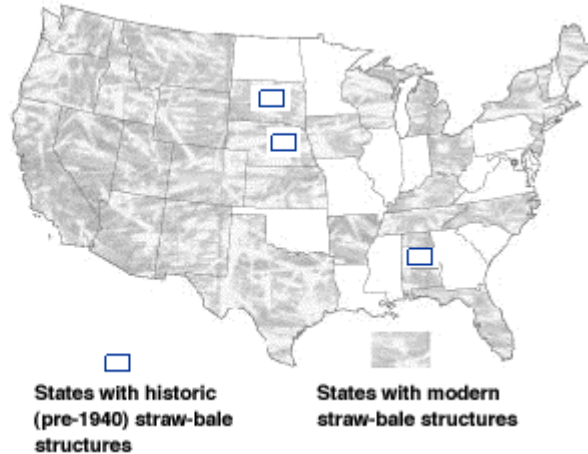 States with historic
(pre-1940) straw-bale
structures
States with modern
straw-bale structures